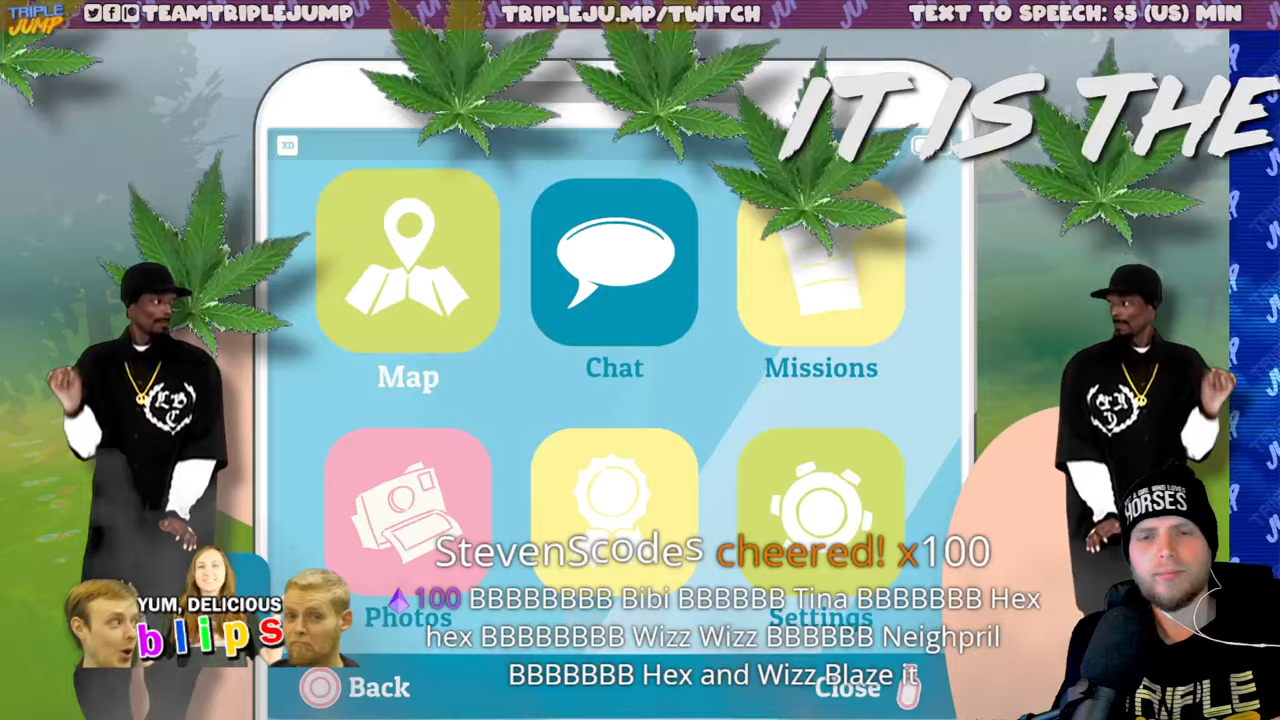 TRIPLE JUMP
TEAMTRIPLEJUMP
TRIPLEJU.MP/TWITCH
TEXT TO SPEECH: $5 (US) MIN
IT IS THE
XD
Map
Chat
Missions
Photos
Settings
StevenScodes cheered! x100
100 BBBBBBBB Bibi BBBBBB Tina BBBBBBB Hex
hex BBBBBBBB Wizz Wizz BBBBBB Neighpril
BBBBBBB Hex and Wizz Blaze it
YUM, DELICIOUS
blips
Back
Close
HORSES
TRIPLE